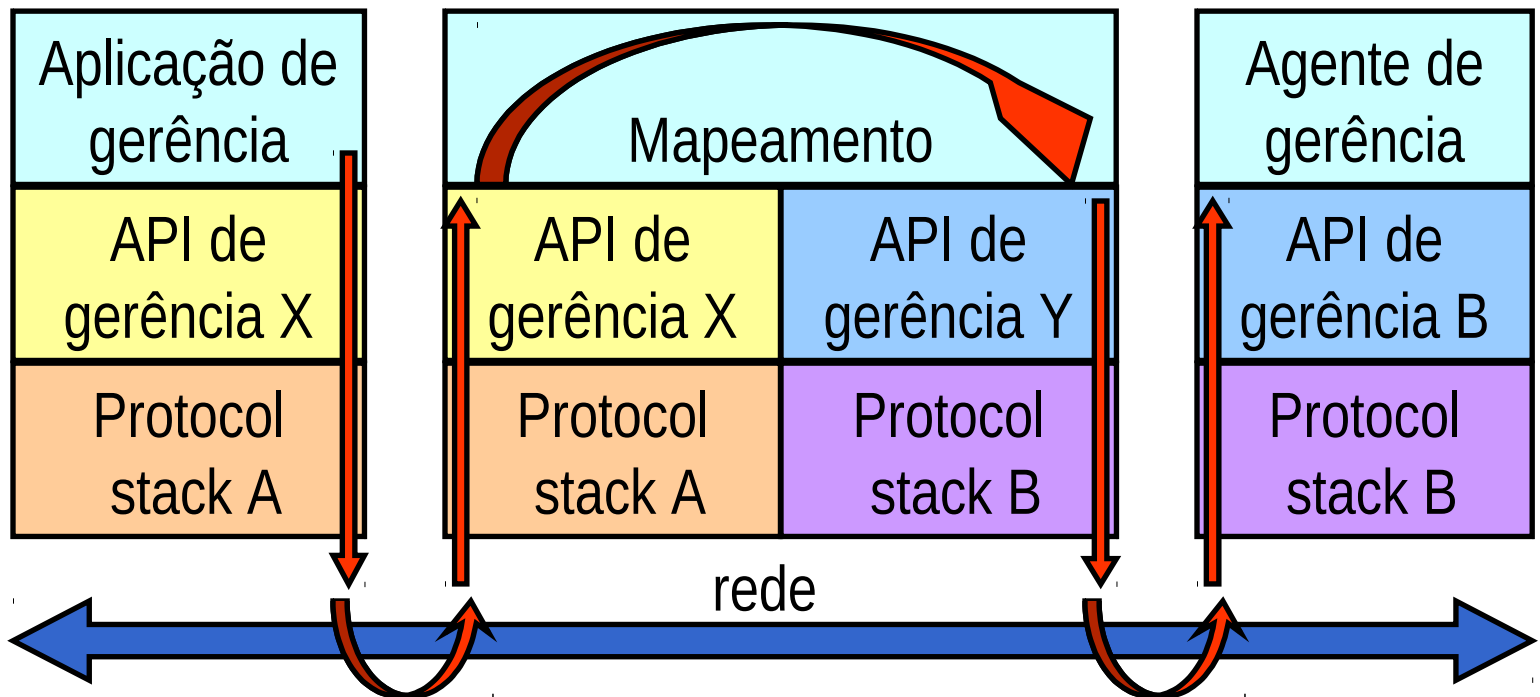 Aplicação de
gerência
Mapeamento
Agente de
gerência
API de
gerência X
API de
gerência X
API de
gerência Y
API de
gerência B
Protocol
stack A
Protocol
stack A
Protocol
stack B
Protocol
stack B
rede